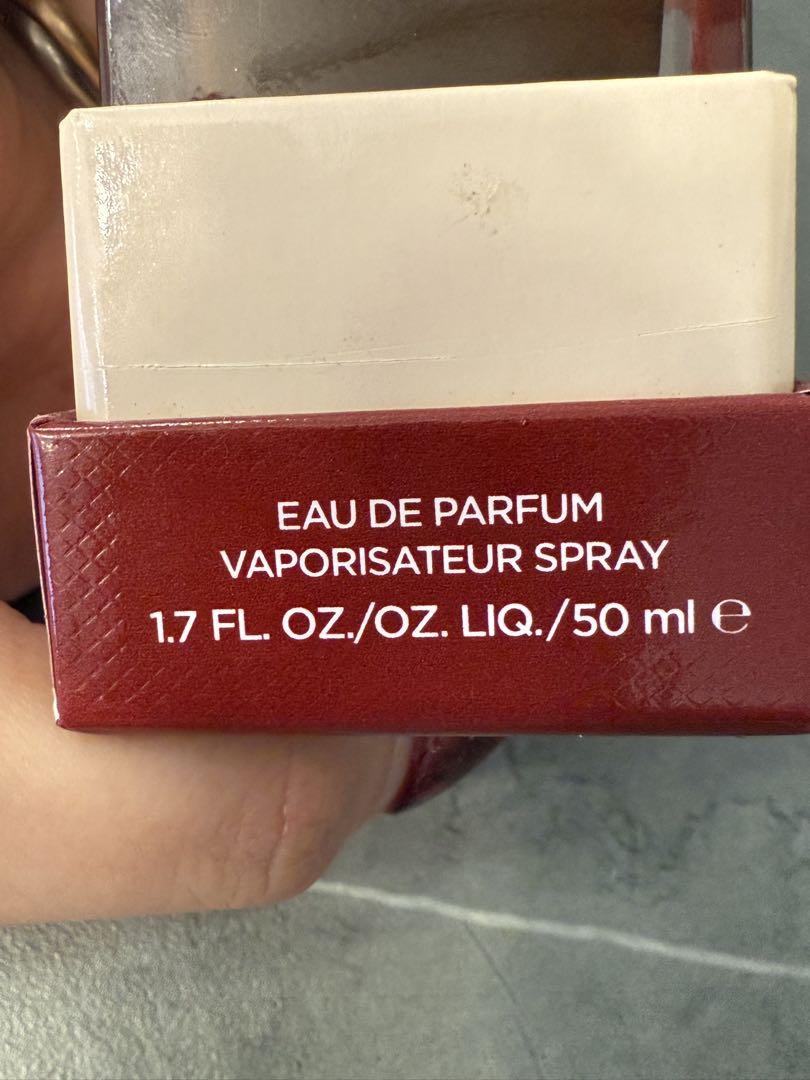 EAU DE PARFUM
VAPORISATEUR SPRAY
1.7 FL. OZ./OZ. LIQ./50 ml ℮